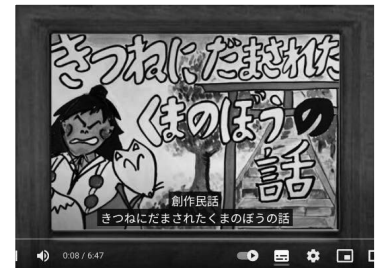 きつねにだまされた
くまのぼうの
話
創作民話
きつねにだまされたくまのぼうの話
0:08 / 6:47